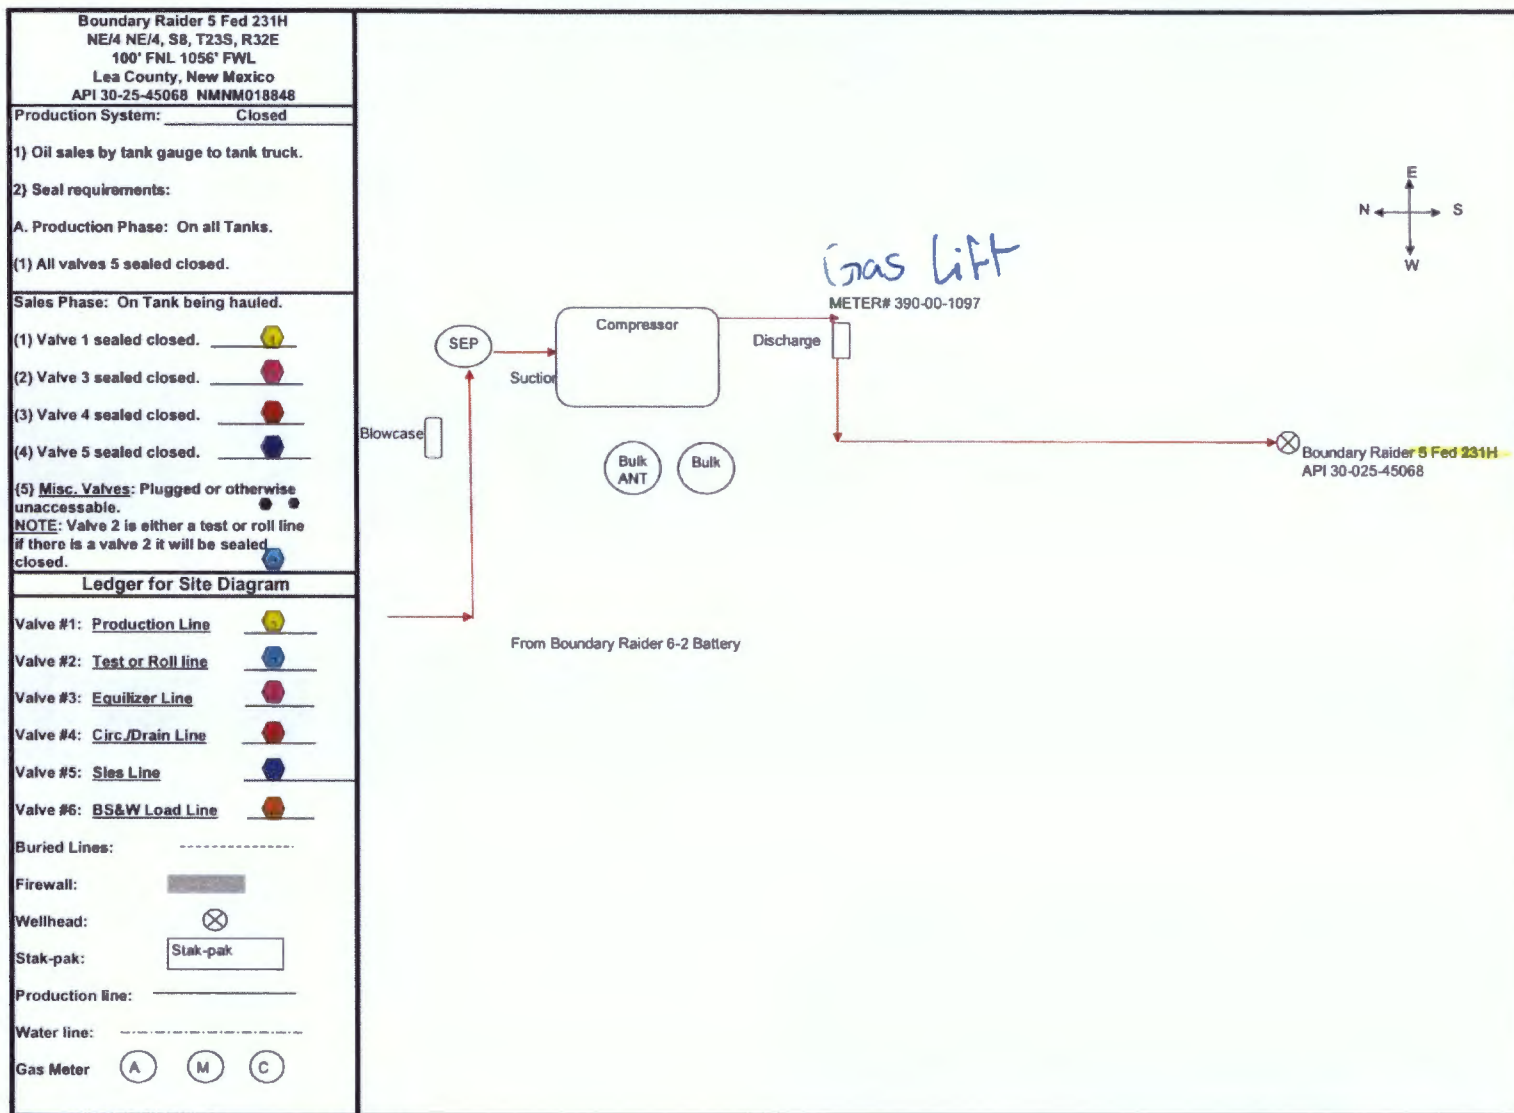 Boundary Raider 5 Fed 231H
NE/4 NE/4, S8, T23S, R32E
100' FNL 1056' FWL
Lea County, New Mexico
API 30-25-45068 NMNM018848
Production System: Closed
1) Oil sales by tank gauge to tank truck.
2) Seal requirements:
A. Production Phase: On all Tanks.
(1) All valves 5 sealed closed.
Sales Phase: On Tank being hauled.
(1) Valve 1 sealed closed.
(2) Valve 3 sealed closed.
(3) Valve 4 sealed closed.
(4) Valve 5 sealed closed.
(5) Misc. Valves: Plugged or otherwise
unaccessable.
NOTE: Valve 2 is either a test or roll line
if there is a valve 2 it will be sealed
closed.
Ledger for Site Diagram
Valve #1: Production Line
Valve #2: Test or Roll line
Valve #3: Equilizer Line
Valve #4: Circ./Drain Line
Valve #5: Sles Line
Valve #6: BS&W Load Line
Buried Lines:
Firewall:
Wellhead:
Stak-pak: Stak-pak
Production line:
Water line:
Gas Meter A M C
E
N S
W
Gas Lift
METER# 390-00-1097
Compressor
SEP
Discharge
Suction
Blowcase
Bulk
ANT
Bulk
Boundary Raider 5 Fed 231H
API 30-025-45068
From Boundary Raider 6-2 Battery